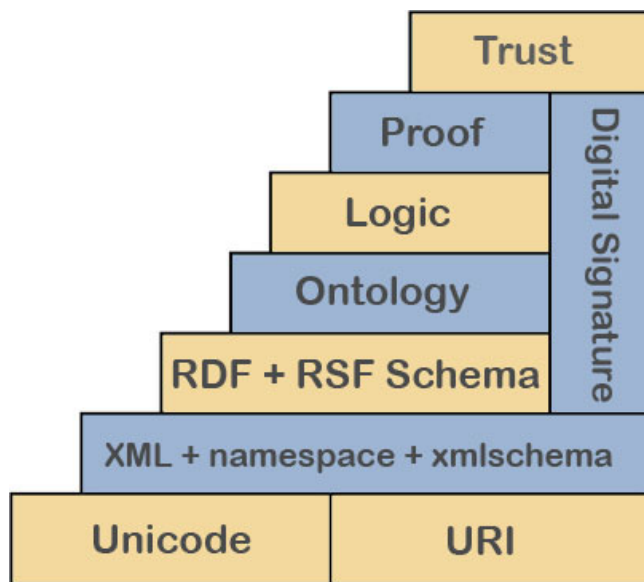 Trust
Proof
Digital Signature
Logic
Ontology
RDF + RSF Schema
XML + namespace + xmlschema
Unicode
URI